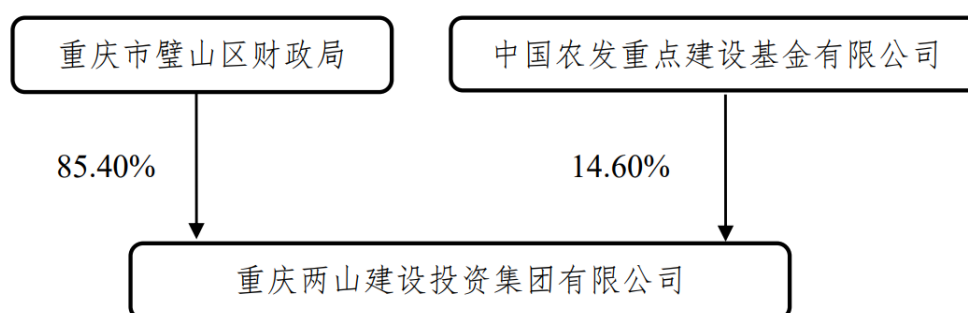 重庆市璧山区财政局
中国农发重点建设基金有限公司
85.40%
14.60%
重庆两山建设投资集团有限公司